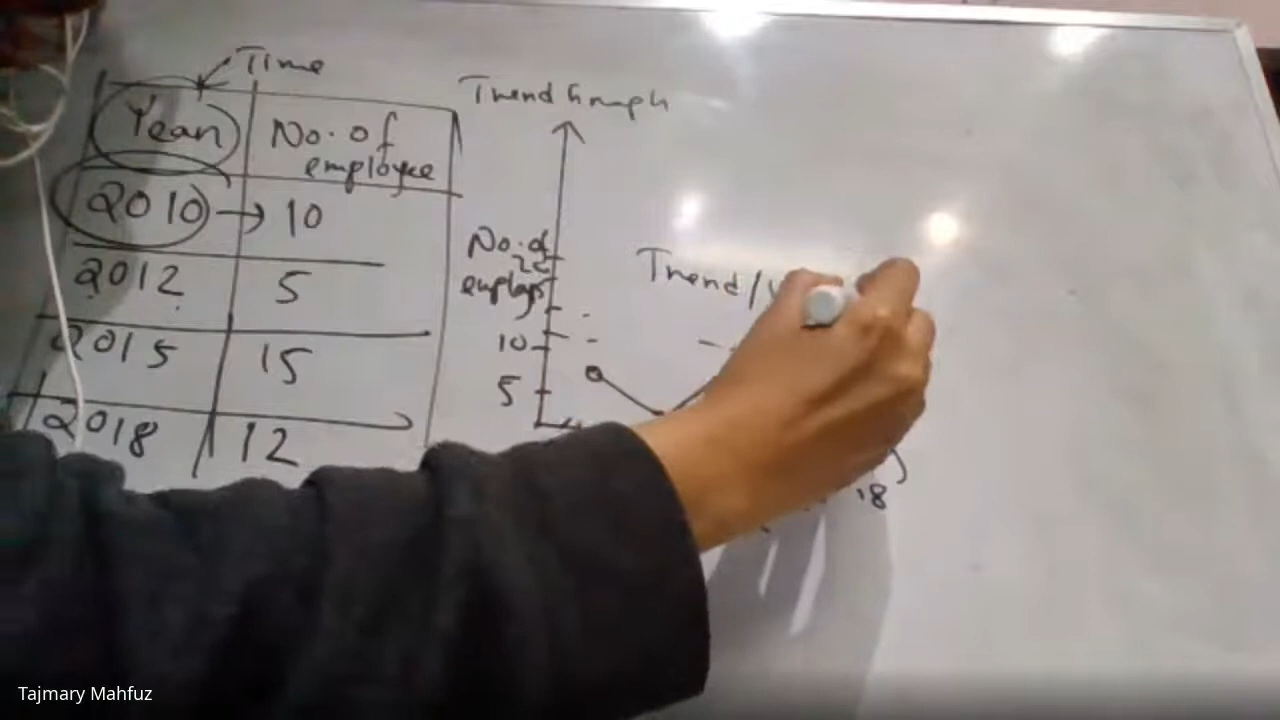 Time
Year No. of
employee
2010 → 10
2012 5
2015 15
2018 12
Trend Graph
No. of
10
5
Trend/
'18
Tajmary Mahfuz